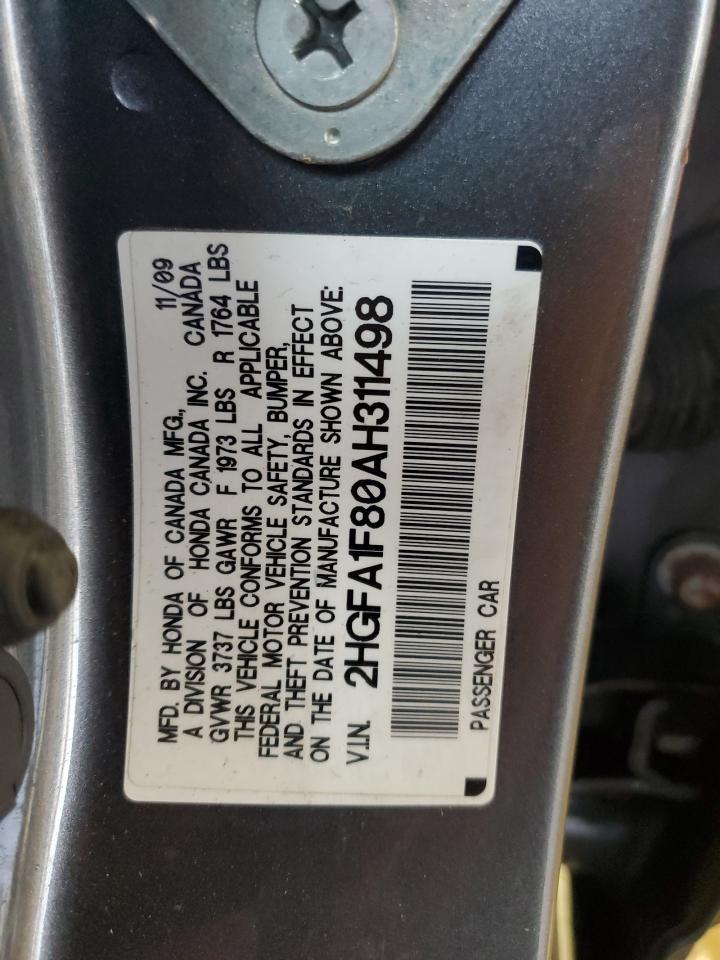 MFD. BY HONDA OF CANADA MFG., 11/09
A DIVISION OF HONDA CANADA INC. CANADA
GVWR 3737 LBS GAWR F 1973 LBS R 1764 LBS
THIS VEHICLE CONFORMS TO ALL APPLICABLE
FEDERAL MOTOR VEHICLE SAFETY, BUMPER,
AND THEFT PREVENTION STANDARDS IN EFFECT
ON THE DATE OF MANUFACTURE SHOWN ABOVE:
V.I.N. 2HGFA1F80AH311498
PASSENGER CAR